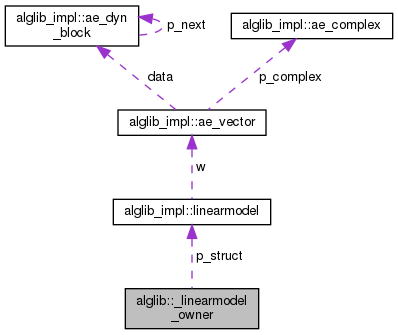 alglib_impl::ae_dyn
_block
p_next
alglib_impl::ae_complex
data
p_complex
alglib_impl::ae_vector
w
alglib_impl::linearmodel
p_struct
alglib::_linearmodel
_owner